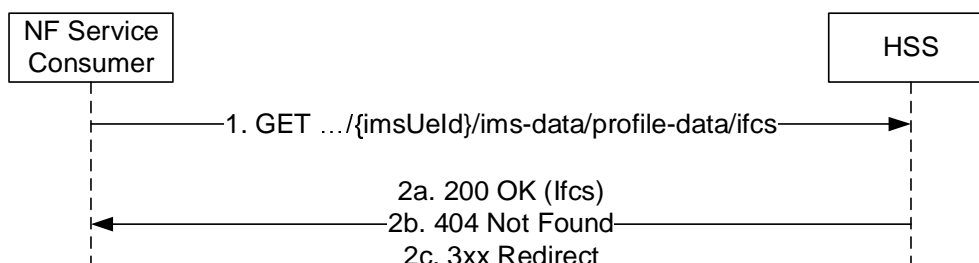 NF Service
Consumer
HSS
1. GET …/{imsUeId}/ims-data/profile-data/ifcs
2a. 200 OK (Ifcs)
2b. 404 Not Found
2c. 3xx Redirect